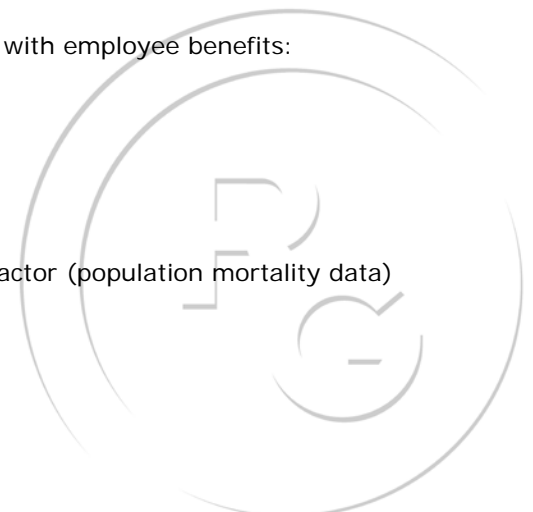 with employee benefits:
actor (population mortality data)